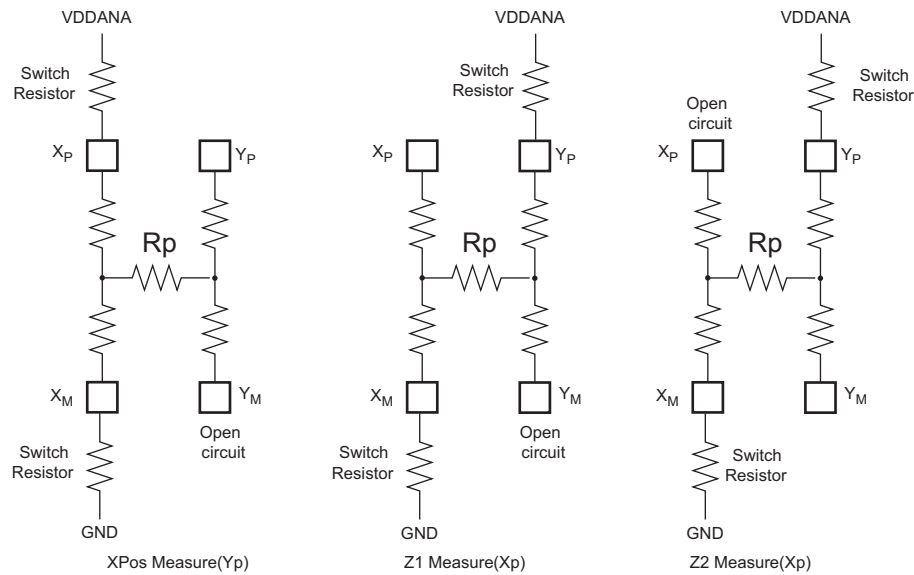 VDDANA
Switch
Resistor
XP
YP
Rp
XM
YM
Open
circuit
Switch
Resistor
GND
XPos Measure(Yp)
VDDANA
Switch
Resistor
XP
YP
Rp
XM
YM
Open
circuit
Switch
Resistor
GND
Z1 Measure(Xp)
VDDANA
Switch
Resistor
Open
circuit
XP
YP
Rp
XM
YM
Switch
Resistor
GND
Z2 Measure(Xp)